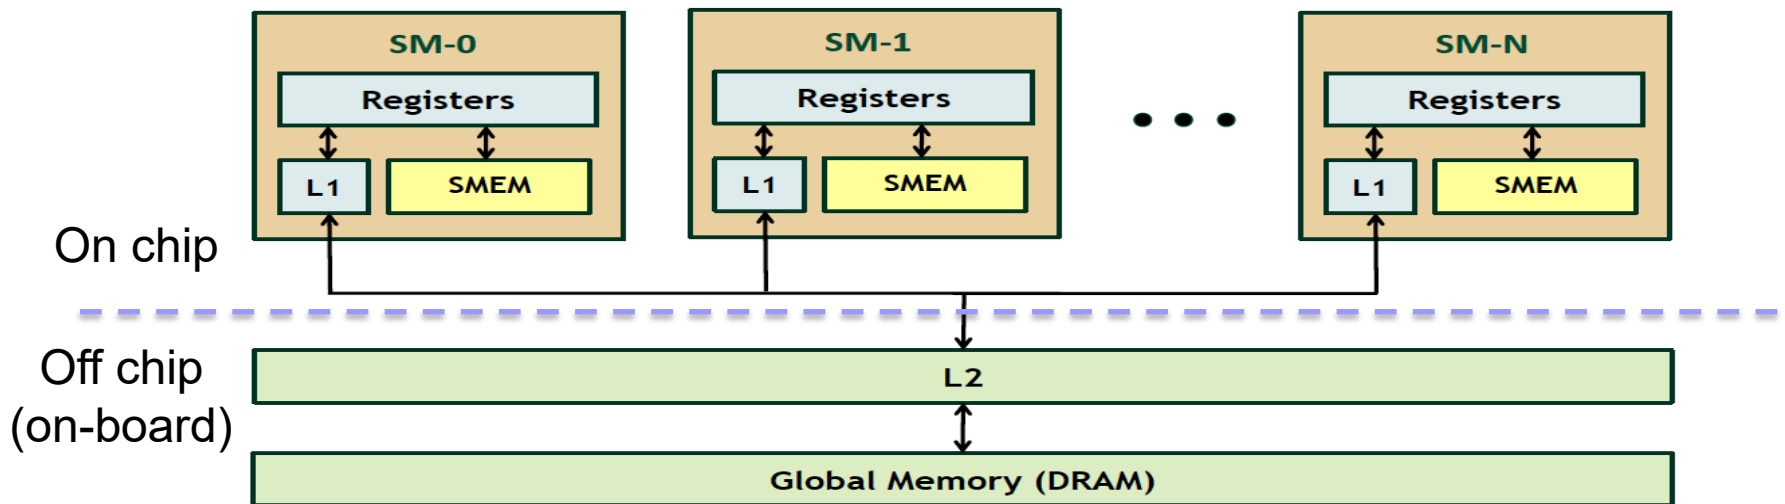 SM-0
SM-1
SM-N
Registers
Registers
Registers
L1
SMEM
L1
SMEM
L1
SMEM
On chip
Off chip
(on-board)
L2
Global Memory (DRAM)